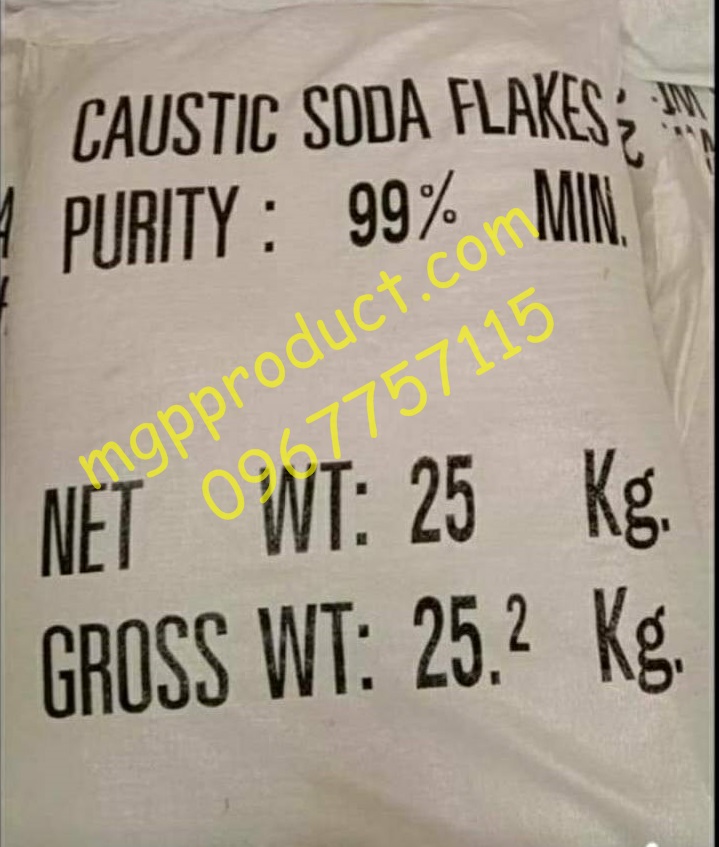 CAUSTIC SODA FLAKES
PURITY : 99% MIN.
mgpproduct.com
0967757115
NET WT: 25 Kg.
GROSS WT: 25.2 Kg.